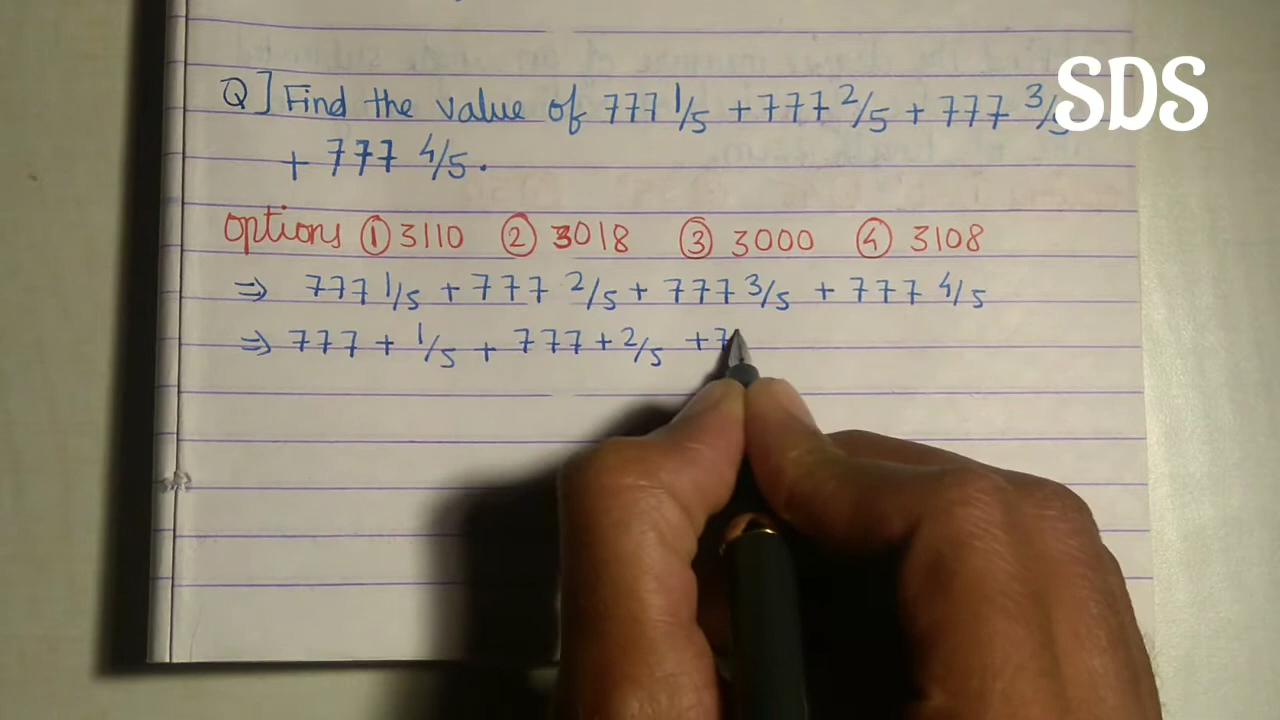 SDS
Q] Find the value of 777 1/5 + 777 2/5 + 777 3/5
+ 777 4/5.
options ① 3110 ② 3018 ③ 3000 ④ 3108
⇒ 777 1/5 + 777 2/5 + 777 3/5 + 777 4/5
⇒ 777 + 1/5 + 777 + 2/5 + 7